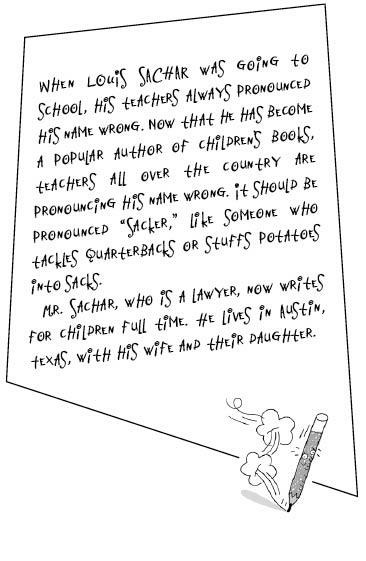 WHEN LOUIS SACHAR WAS GOING TO
SCHOOL, HIS TEACHERS ALWAYS PRONOUNCED
HIS NAME WRONG. NOW THAT HE HAS BECOME
A POPULAR AUTHOR OF CHILDREN'S BOOKS,
TEACHERS ALL OVER THE COUNTRY ARE
PRONOUNCING HIS NAME WRONG. IT SHOULD BE
PRONOUNCED "SACKER," LIKE SOMEONE WHO
TACKLES QUARTERBACKS OR STUFFS POTATOES
INTO SACKS.
MR. SACHAR, WHO IS A LAWYER, NOW WRITES
FOR CHILDREN FULL TIME. HE LIVES IN AUSTIN,
TEXAS, WITH HIS WIFE AND THEIR DAUGHTER.